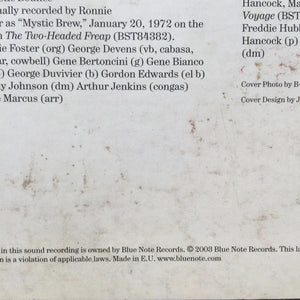 nally recorded by Ronnie
r as "Mystic Brew," January 20, 1972 on the
n The Two-Headed Freap (BST84382).
ie Foster (org) George Devens (vb, cabasa,
ar, cowbell) Gene Bertoncini (g) Gene Bianco
) George Duvivier (b) Gordon Edwards (el b)
y Johnson (dm) Arthur Jenkins (congas)
e Marcus (arr)
Hancock, Ma
Voyage (BST
Freddie Hubb
Hancock (p)
(dm)
Cover Photo by B
Cover Design by J
in this sound recording is owned by Blue Note Records. © 2003 Blue Note Records. This l
on is a violation of applicable laws. Made in E.U. www.bluenote.com